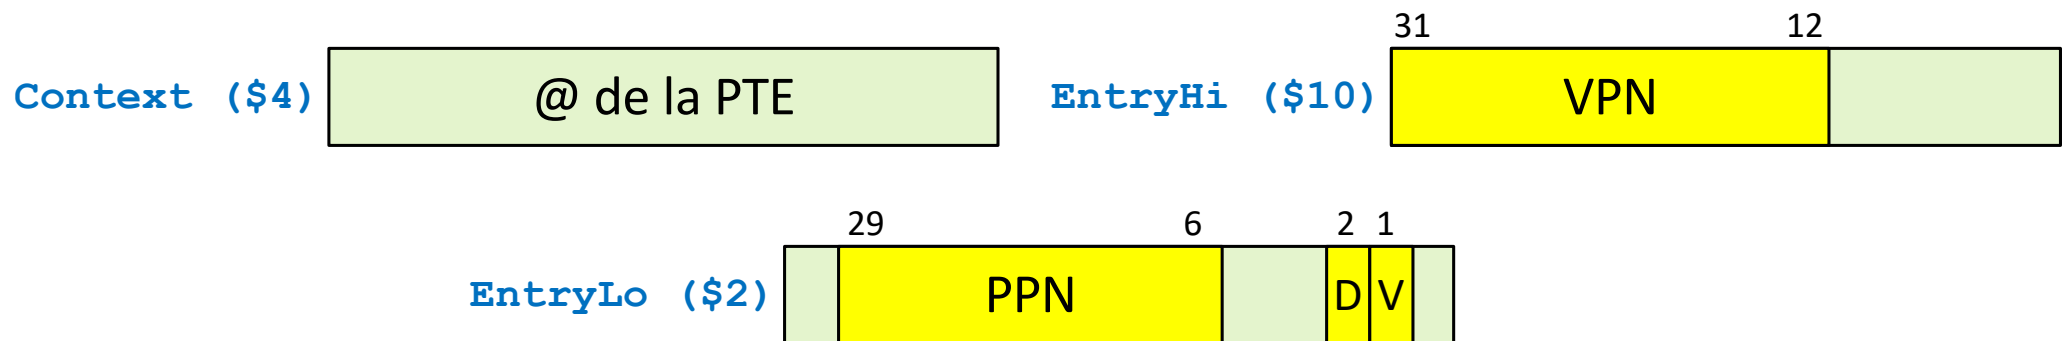 31 12
Context ($4) @ de la PTE EntryHi ($10) VPN
29 6 2 1
EntryLo ($2) PPN D V